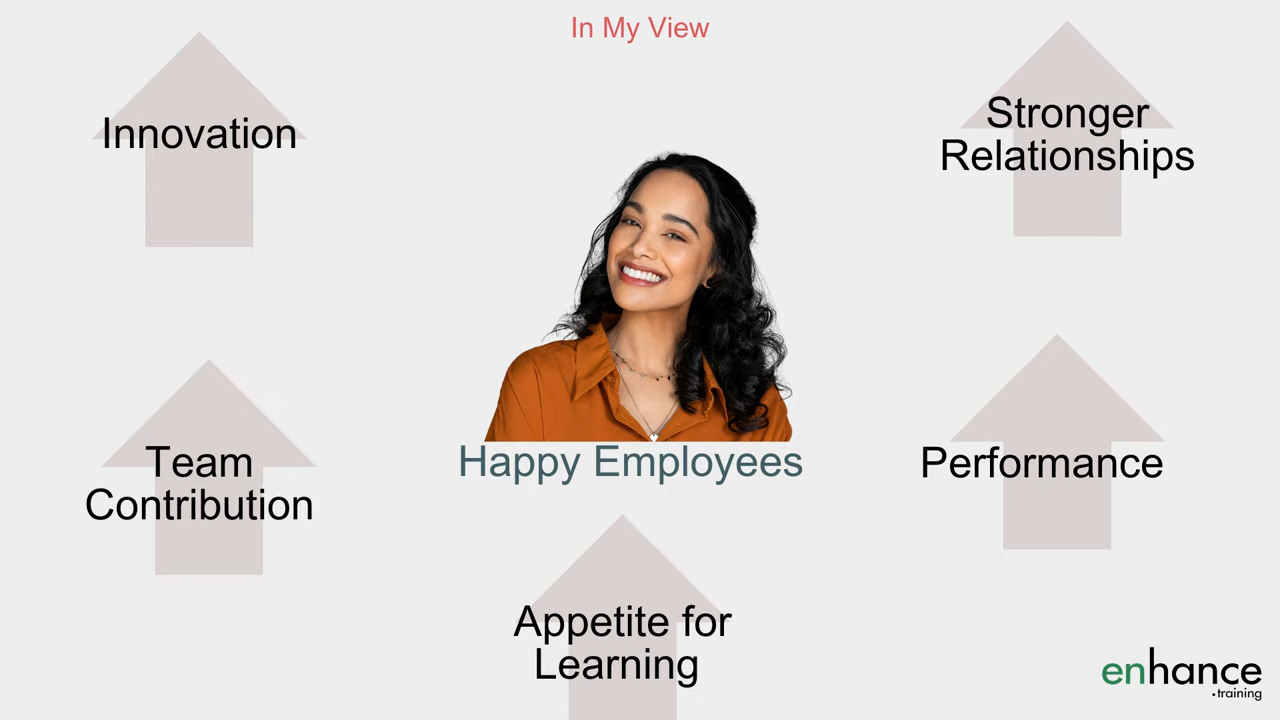 In My View
Innovation
Stronger
Relationships
Team
Contribution
Happy Employees
Performance
Appetite for
Learning
enhance
.training